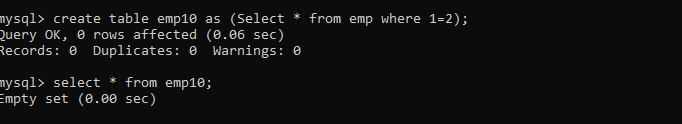 mysql> create table emp10 as (Select * from emp where 1=2);
Query OK, 0 rows affected (0.06 sec)
Records: 0  Duplicates: 0  Warnings: 0
mysql> select * from emp10;
Empty set (0.00 sec)